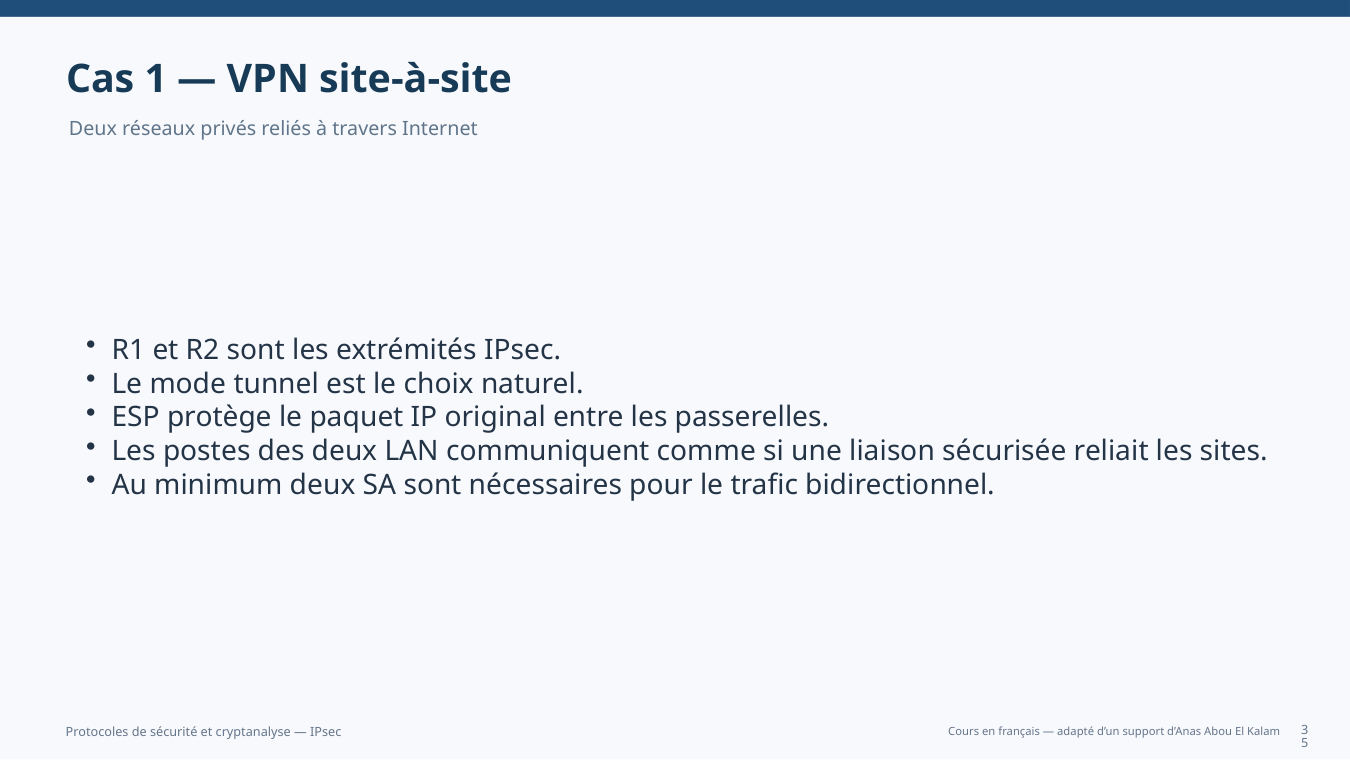 Cas 1 — VPN site-à-site
Deux réseaux privés reliés à travers Internet
• R1 et R2 sont les extrémités IPsec.
• Le mode tunnel est le choix naturel.
• ESP protège le paquet IP original entre les passerelles.
• Les postes des deux LAN communiquent comme si une liaison sécurisée reliait les sites.
• Au minimum deux SA sont nécessaires pour le trafic bidirectionnel.
Protocoles de sécurité et cryptanalyse — IPsec
Cours en français — adapté d’un support d’Anas Abou El Kalam
3
5